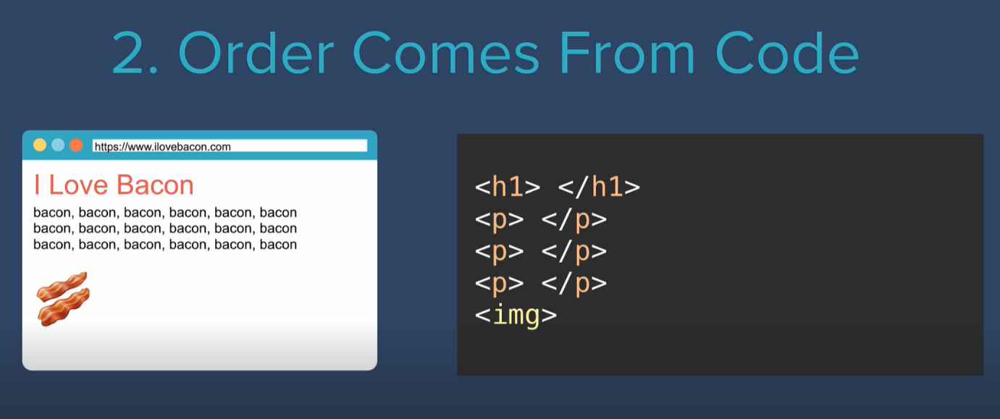 2. Order Comes From Code
https://www.ilovebacon.com
I Love Bacon
bacon, bacon, bacon, bacon, bacon, bacon
bacon, bacon, bacon, bacon, bacon, bacon
bacon, bacon, bacon, bacon, bacon, bacon
<h1> </h1>
<p> </p>
<p> </p>
<p> </p>
<img>